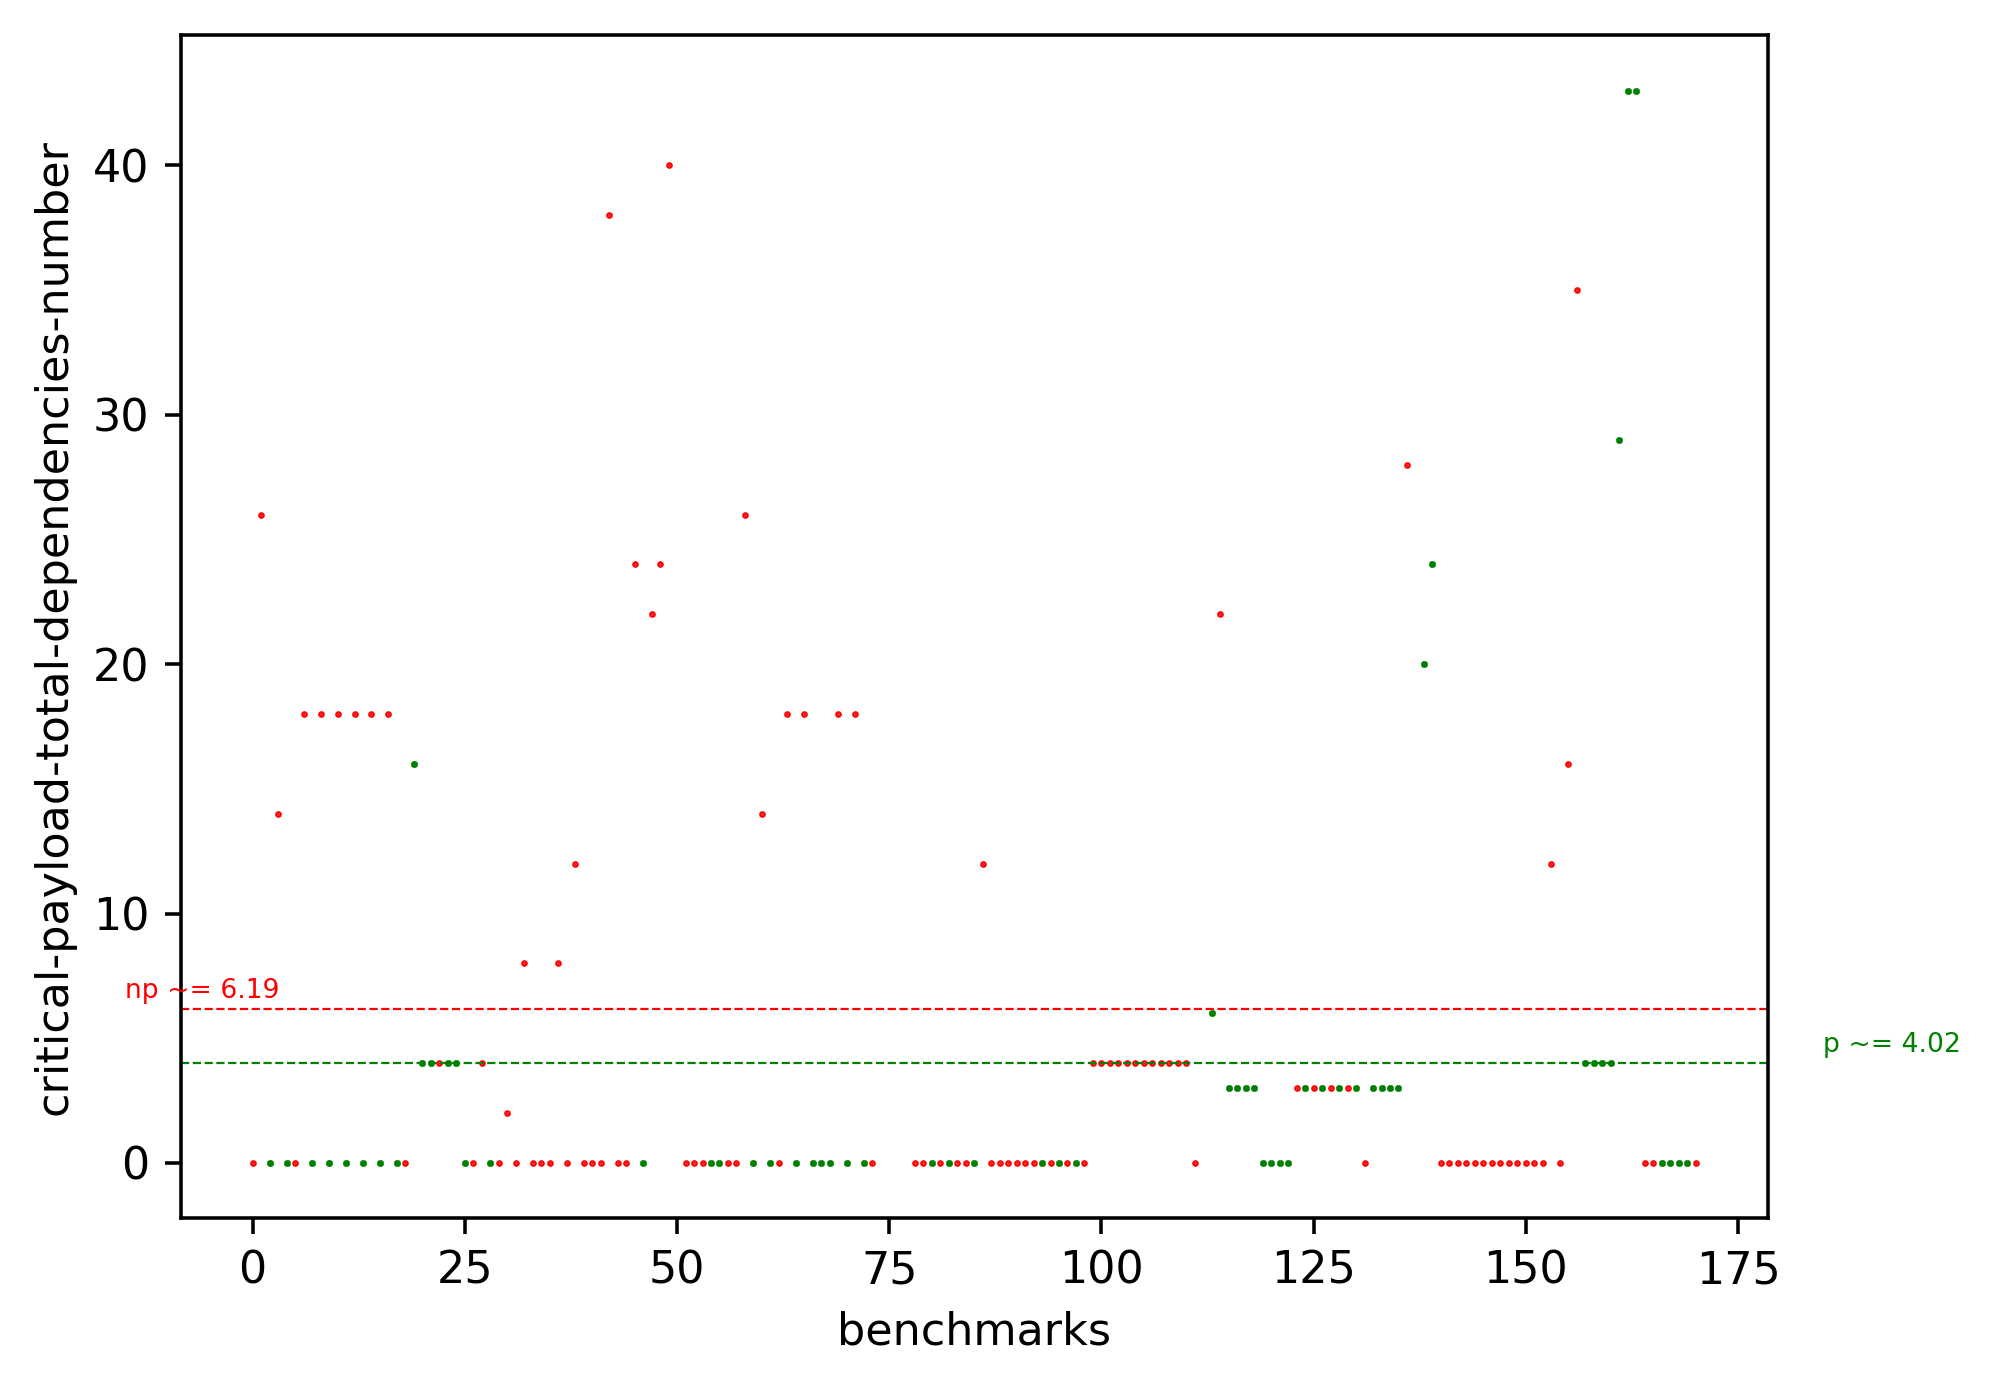 critical-payload-total-dependencies-number
40
30
20
10
0
np ~= 6.19
p ~= 4.02
0 25 50 75 100 125 150 175
benchmarks